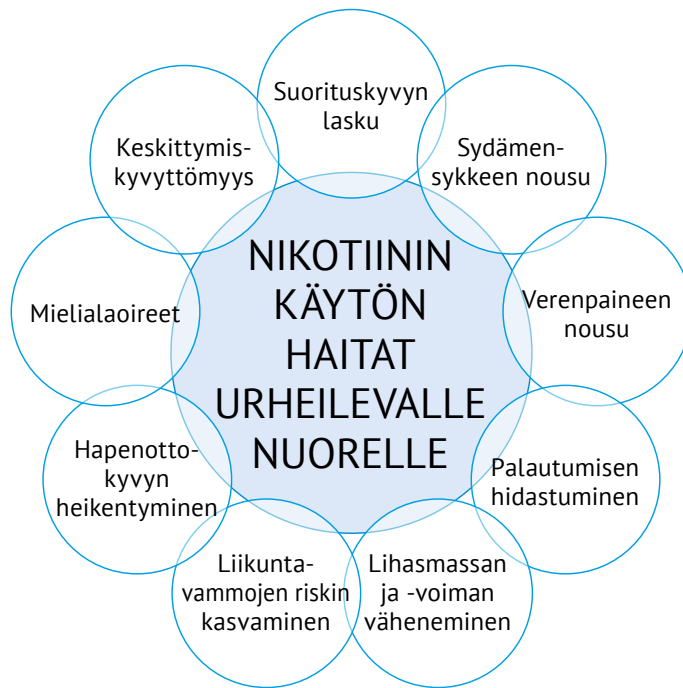 Suorituskyvyn
lasku
Sydämen-
sykkeen nousu
Verenpaineen
nousu
Palautumisen
hidastuminen
Lihasmassan
ja -voiman
väheneminen
Liikunta-
vammojen riskin
kasvaminen
Hapenotto-
kyvyn
heikentyminen
Mielialaoireet
Keskittymis-
kyvyttömyys
NIKOTIININ
KÄYTÖN
HAITAT
URHEILEVALLE
NUORELLE